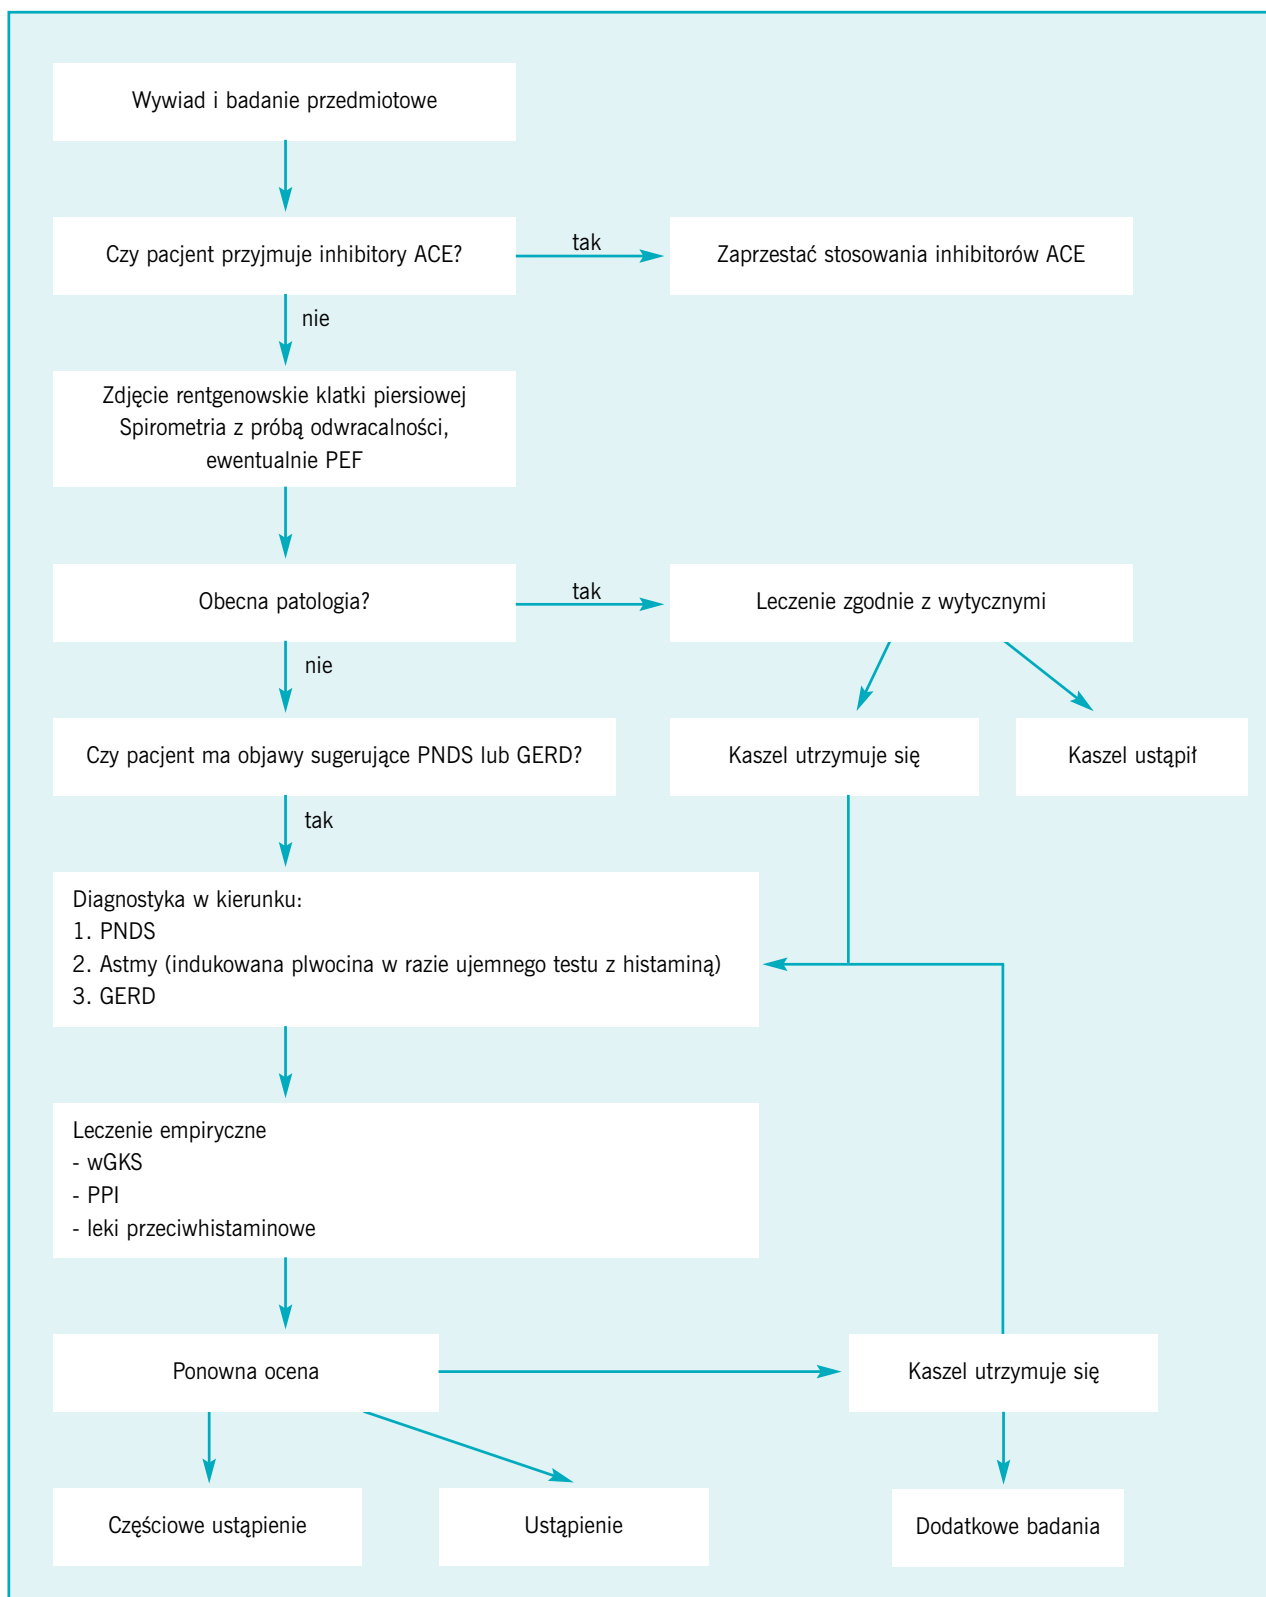 Wywiad i badanie przedmiotowe
Czy pacjent przyjmuje inhibitory ACE?
tak
Zaprzestać stosowania inhibitorów ACE
nie
Zdjęcie rentgenowskie klatki piersiowej
Spirometria z próbą odwracalności,
ewentualnie PEF
Obecna patologia?
tak
Leczenie zgodnie z wytycznymi
nie
Czy pacjent ma objawy sugerujące PNDS lub GERD?
Kaszel utrzymuje się
Kaszel ustąpił
tak
Diagnostyka w kierunku:
1. PNDS
2. Astmy (indukowana plwocina w razie ujemnego testu z histaminą)
3. GERD
Leczenie empiryczne
- wGKS
- PPI
- leki przeciwhistaminowe
Ponowna ocena
Kaszel utrzymuje się
Częściowe ustąpienie
Ustąpienie
Dodatkowe badania